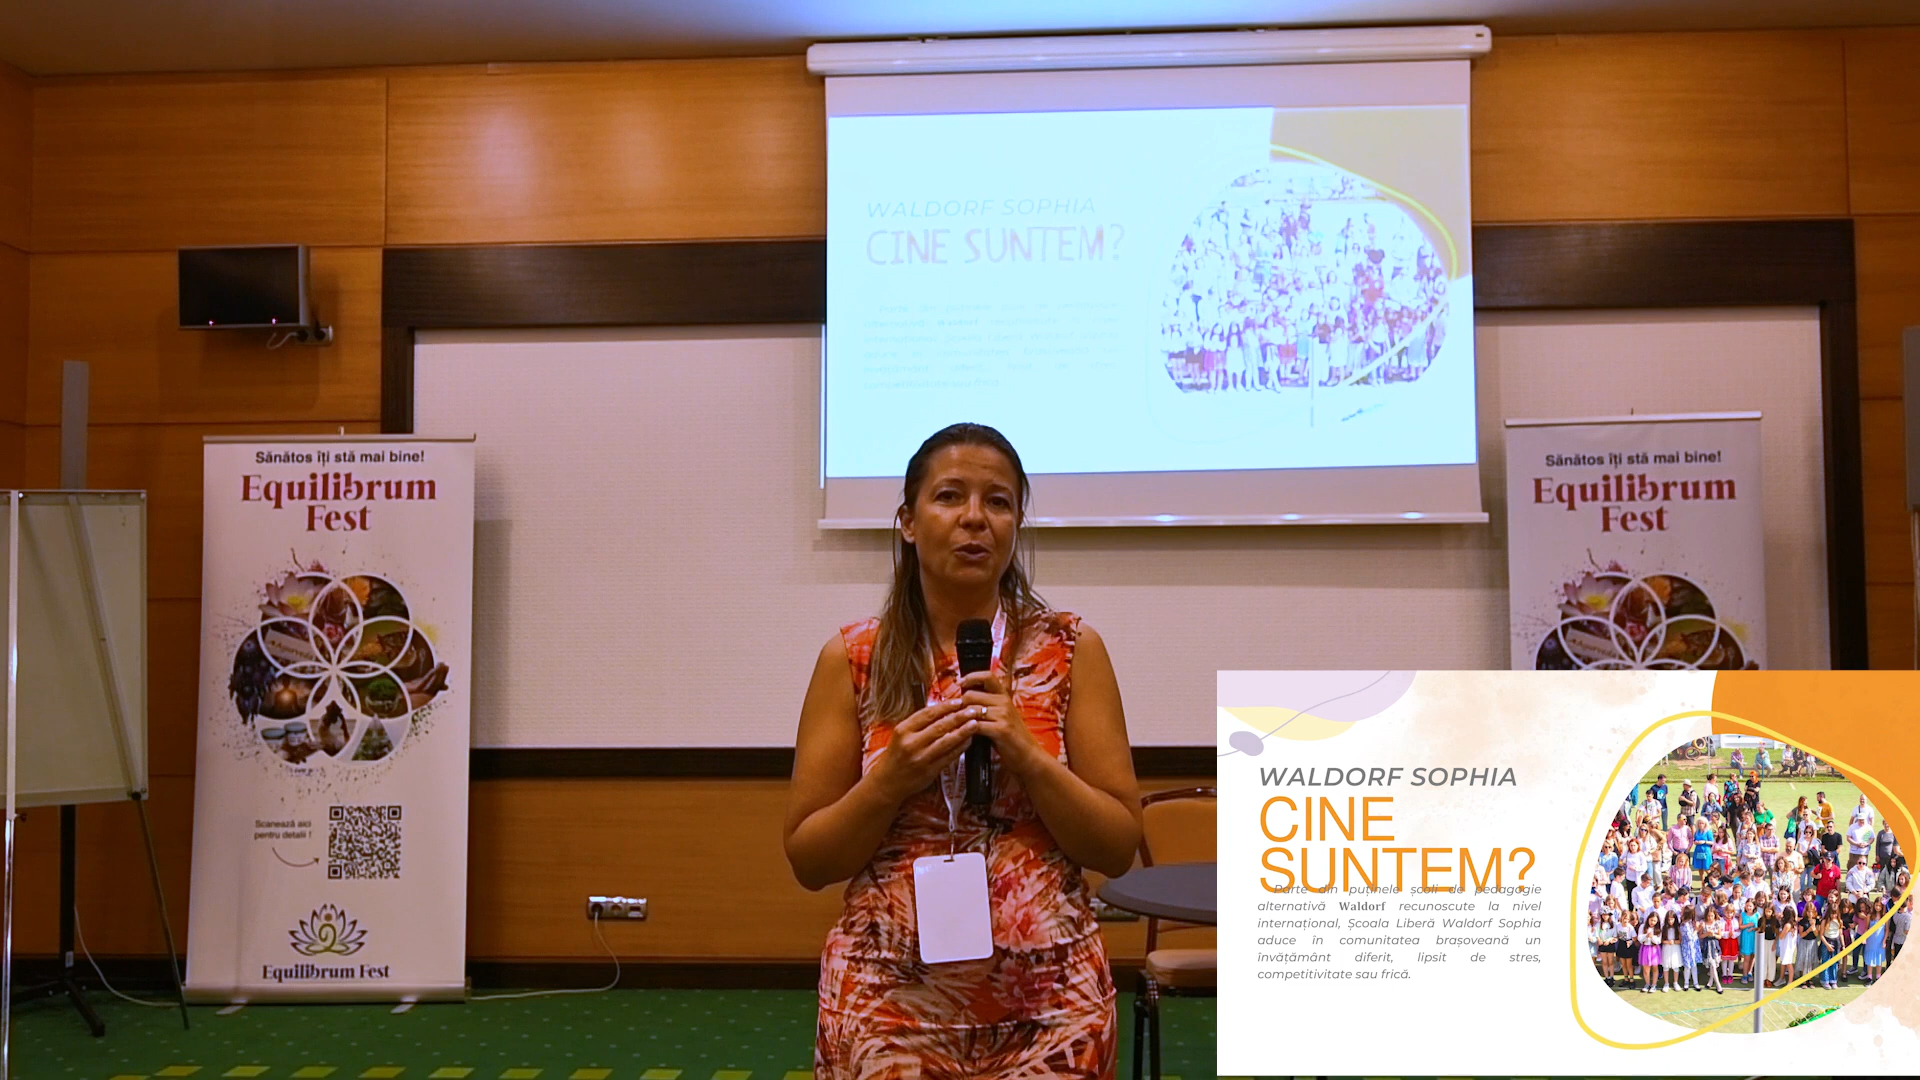 WALDORF SOPHIA
CINE SUNTEM?
Sănătos îți stă mai bine!
Equilibrum
Fest
Scanează aici
pentru detalii !
Equilibrum Fest
Sănătos îți stă mai bine!
Equilibrum
Fest
WALDORF SOPHIA
CINE
SUNTEM?
Parte din puținele școli de pedagogie
alternativă Waldorf recunoscute la nivel
internațional, Școala Liberă Waldorf Sophia
aduce în comunitatea brașoveană un
învățământ diferit, lipsit de stres,
competitivitate sau frică.